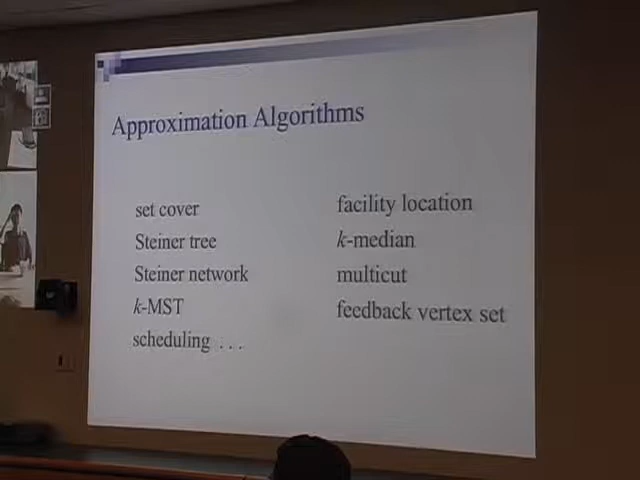 Approximation Algorithms
set cover
Steiner tree
Steiner network
k-MST
scheduling . . .
facility location
k-median
multicut
feedback vertex set